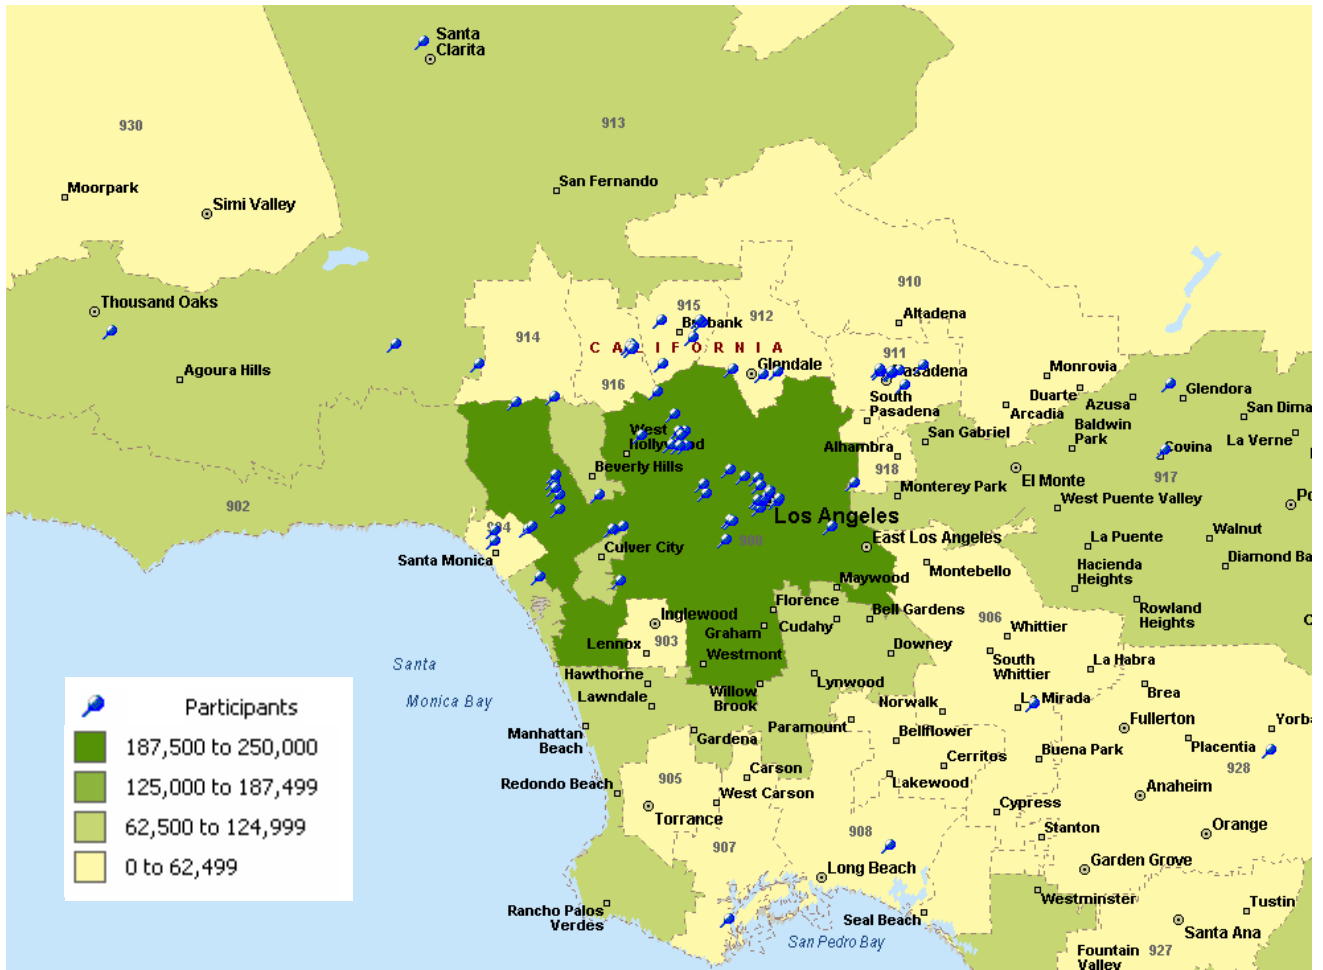 Santa
Clarita
930
913
Moorpark
San Fernando
Simi Valley
910
Thousand Oaks
915
912
Altadena
914
Burbank
CALIFORNIA
911
Agoura Hills
Glendale
Pasadena
Monrovia
916
Duarte
Glendora
South
Pasadena
Azusa
Arcadia
San Dima
West
Hollywood
Baldwin
Park
San Gabriel
La Verne
Alhambra
Covina
Beverly Hills
918
El Monte
917
Monterey Park
West Puente Valley
Po
902
Los Angeles
904
900
Walnut
East Los Angeles
La Puente
Culver City
Santa Monica
Diamond Ba
Montebello
Hacienda
Heights
Maywood
Florence
Bell Gardens
Rowland
Heights
Inglewood
906
C
Graham
Cudahy
Whittier
Lennox
903
Downey
Westmont
South
Whittier
La Habra
Santa
Monica Bay
Hawthorne
Lynwood
Lawndale
Willow
Brook
Brea
La Mirada
Norwalk
Participants
Paramount
Fullerton
Yorba
Manhattan
Beach
Gardena
Bellflower
Placentia
187,500 to 250,000
Buena Park
Cerritos
928
Carson
905
Redondo Beach
Lakewood
Anaheim
125,000 to 187,499
West Carson
Cypress
Torrance
Orange
62,500 to 124,999
908
Stanton
907
Garden Grove
0 to 62,499
Long Beach
Westminster
Rancho Palos
Verdes
Tustin
Seal Beach
Santa Ana
San Pedro Bay
Fountain
Valley
927